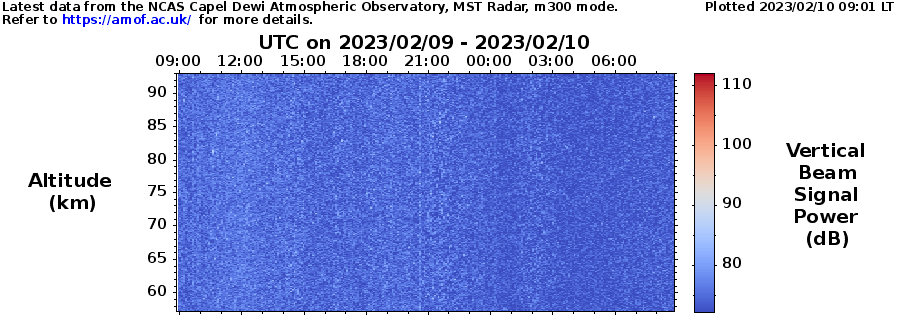 Latest data from the NCAS Capel Dewi Atmospheric Observatory, MST Radar, m300 mode.
Plotted 2023/02/10 09:01 LT
Refer to https://amof.ac.uk/ for more details.
UTC on 2023/02/09 - 2023/02/10
09:00 12:00 15:00 18:00 21:00 00:00 03:00 06:00
90
85
80
75
70
65
60
Altitude
(km)
110
100
90
80
Vertical
Beam
Signal
Power
(dB)